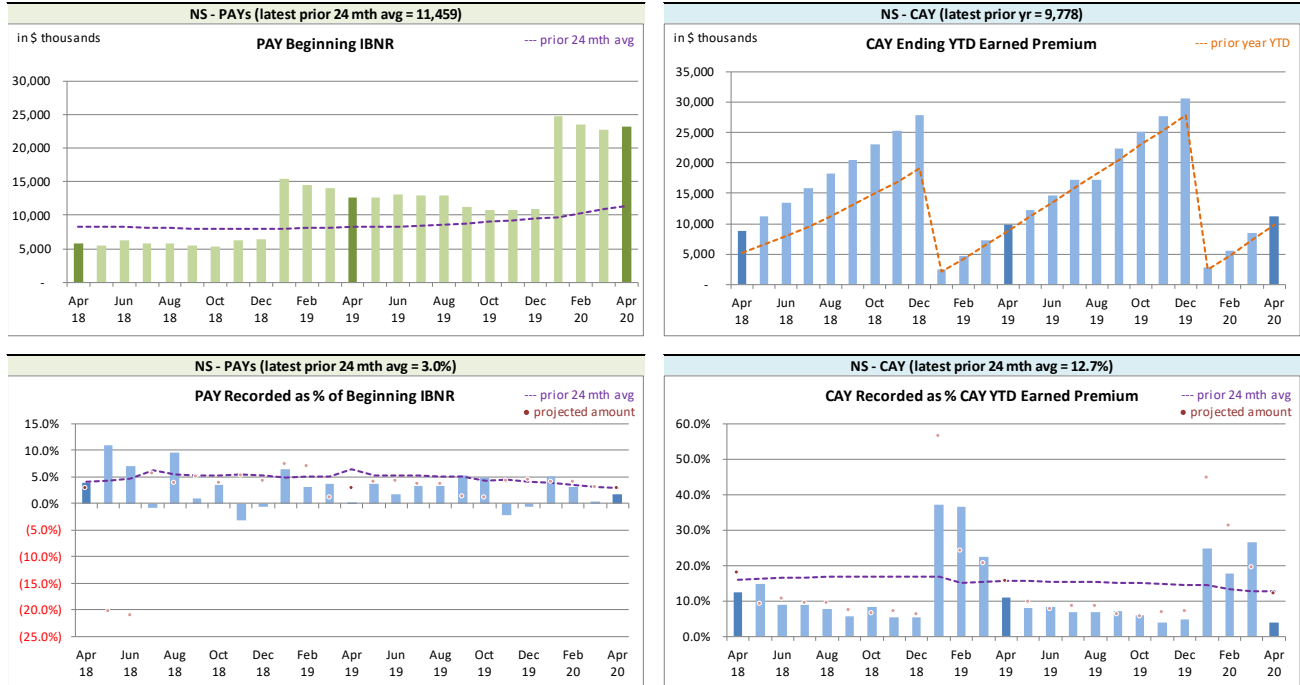 NS - PAYs (latest prior 24 mth avg = 11,459)
in $ thousands
PAY Beginning IBNR
--- prior 24 mth avg
30,000
25,000
20,000
15,000
10,000
5,000
-
Apr Jun Aug Oct Dec Feb Apr Jun Aug Oct Dec Feb Apr
18 18 18 18 18 19 19 19 19 19 19 20 20
NS - CAY (latest prior yr = 9,778)
in $ thousands
CAY Ending YTD Earned Premium
--- prior year YTD
35,000
30,000
25,000
20,000
15,000
10,000
5,000
-
Apr Jun Aug Oct Dec Feb Apr Jun Aug Oct Dec Feb Apr
18 18 18 18 18 19 19 19 19 19 19 20 20
NS - PAYs (latest prior 24 mth avg = 3.0%)
PAY Recorded as % of Beginning IBNR
--- prior 24 mth avg
• projected amount
15.0%
10.0%
5.0%
0.0%
(5.0%)
(10.0%)
(15.0%)
(20.0%)
(25.0%)
Apr Jun Aug Oct Dec Feb Apr Jun Aug Oct Dec Feb Apr
18 18 18 18 18 19 19 19 19 19 19 20 20
NS - CAY (latest prior 24 mth avg = 12.7%)
CAY Recorded as % CAY YTD Earned Premium
--- prior 24 mth avg
• projected amount
60.0%
50.0%
40.0%
30.0%
20.0%
10.0%
0.0%
Apr Jun Aug Oct Dec Feb Apr Jun Aug Oct Dec Feb Apr
18 18 18 18 18 19 19 19 19 19 19 20 20